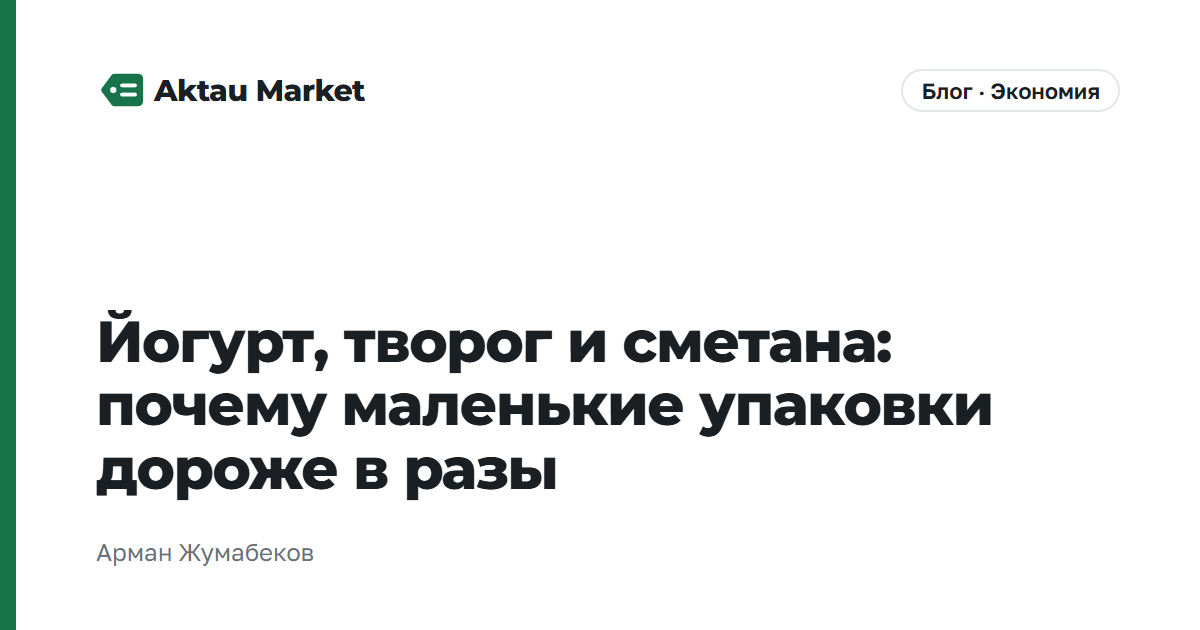 Aktau Market
Блог · Экономия
Йогурт, творог и сметана:
почему маленькие упаковки
дороже в разы
Арман Жумабеков